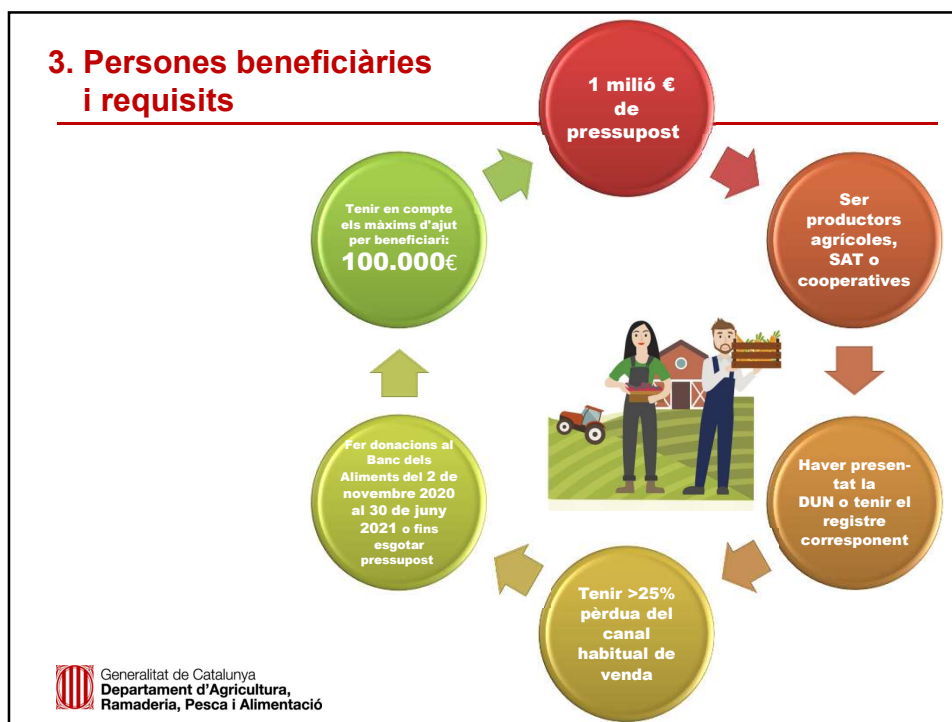 3. Persones beneficiàries
i requisits
1 milió €
de
pressupost
Ser
productors
agrícoles,
SAT o
cooperatives
Haver presen-
tat la
DUN o tenir el
registre
corresponent
Tenir >25%
pèrdua del
canal
habitual de
venda
Fer donacions al
Banc dels
Aliments del 2 de
novembre 2020
al 30 de juny
2021 o fins
esgotar
pressupost
Tenir en compte
els màxims d'ajut
per beneficiari:
100.000€
Generalitat de Catalunya
Departament d'Agricultura,
Ramaderia, Pesca i Alimentació